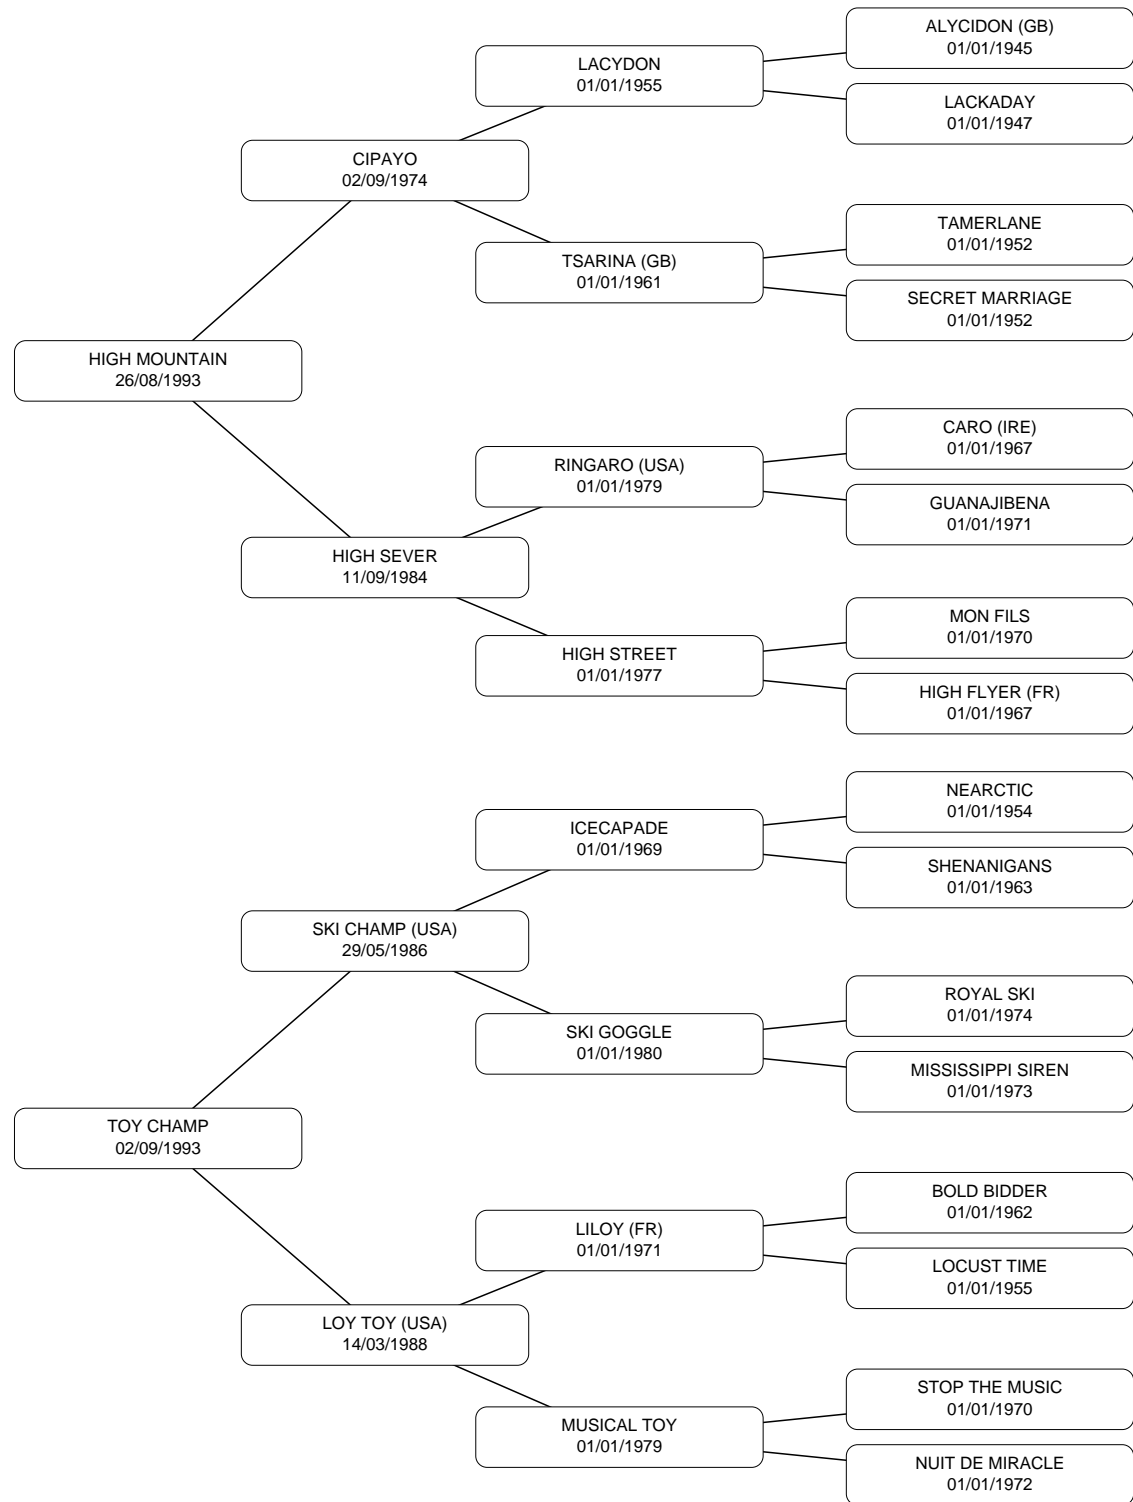 ALYCIDON (GB)
01/01/1945
LACYDON
01/01/1955
LACKADAY
01/01/1947
CIPAYO
02/09/1974
TAMERLANE
01/01/1952
TSARINA (GB)
01/01/1961
SECRET MARRIAGE
01/01/1952
HIGH MOUNTAIN
26/08/1993
CARO (IRE)
01/01/1967
RINGARO (USA)
01/01/1979
GUANAJIBENA
01/01/1971
HIGH SEVER
11/09/1984
MON FILS
01/01/1970
HIGH STREET
01/01/1977
HIGH FLYER (FR)
01/01/1967
NEARCTIC
01/01/1954
ICECAPADE
01/01/1969
SHENANIGANS
01/01/1963
SKI CHAMP (USA)
29/05/1986
ROYAL SKI
01/01/1974
SKI GOGGLE
01/01/1980
MISSISSIPPI SIREN
01/01/1973
TOY CHAMP
02/09/1993
BOLD BIDDER
01/01/1962
LILOY (FR)
01/01/1971
LOCUST TIME
01/01/1955
LOY TOY (USA)
14/03/1988
STOP THE MUSIC
01/01/1970
MUSICAL TOY
01/01/1979
NUIT DE MIRACLE
01/01/1972